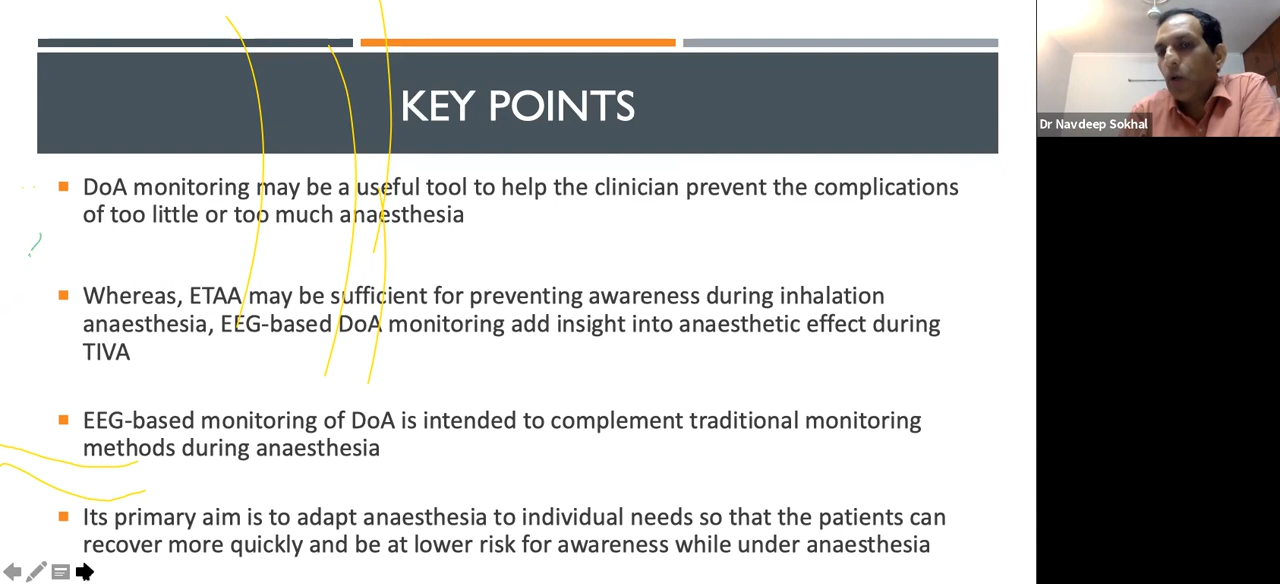 KEY POINTS
Dr Navdeep Sokhal
DoA monitoring may be a useful tool to help the clinician prevent the complications
of too little or too much anaesthesia
?
Whereas, ETAA may be sufficient for preventing awareness during inhalation
anaesthesia, EEG-based DoA monitoring add insight into anaesthetic effect during
TIVA
EEG-based monitoring of DoA is intended to complement traditional monitoring
methods during anaesthesia
Its primary aim is to adapt anaesthesia to individual needs so that the patients can
recover more quickly and be at lower risk for awareness while under anaesthesia